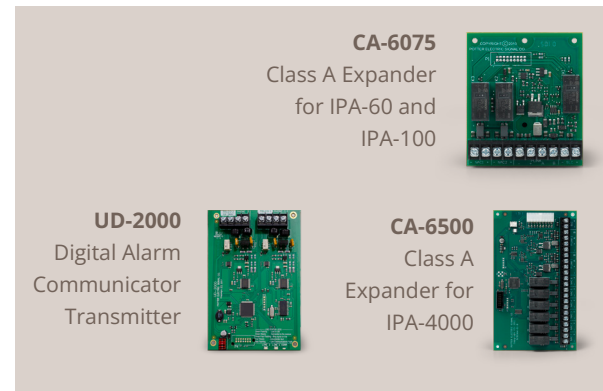 CA-6075
Class A Expander
for IPA-60 and
IPA-100
UD-2000
Digital Alarm
Communicator
Transmitter
CA-6500
Class A
Expander for
IPA-4000